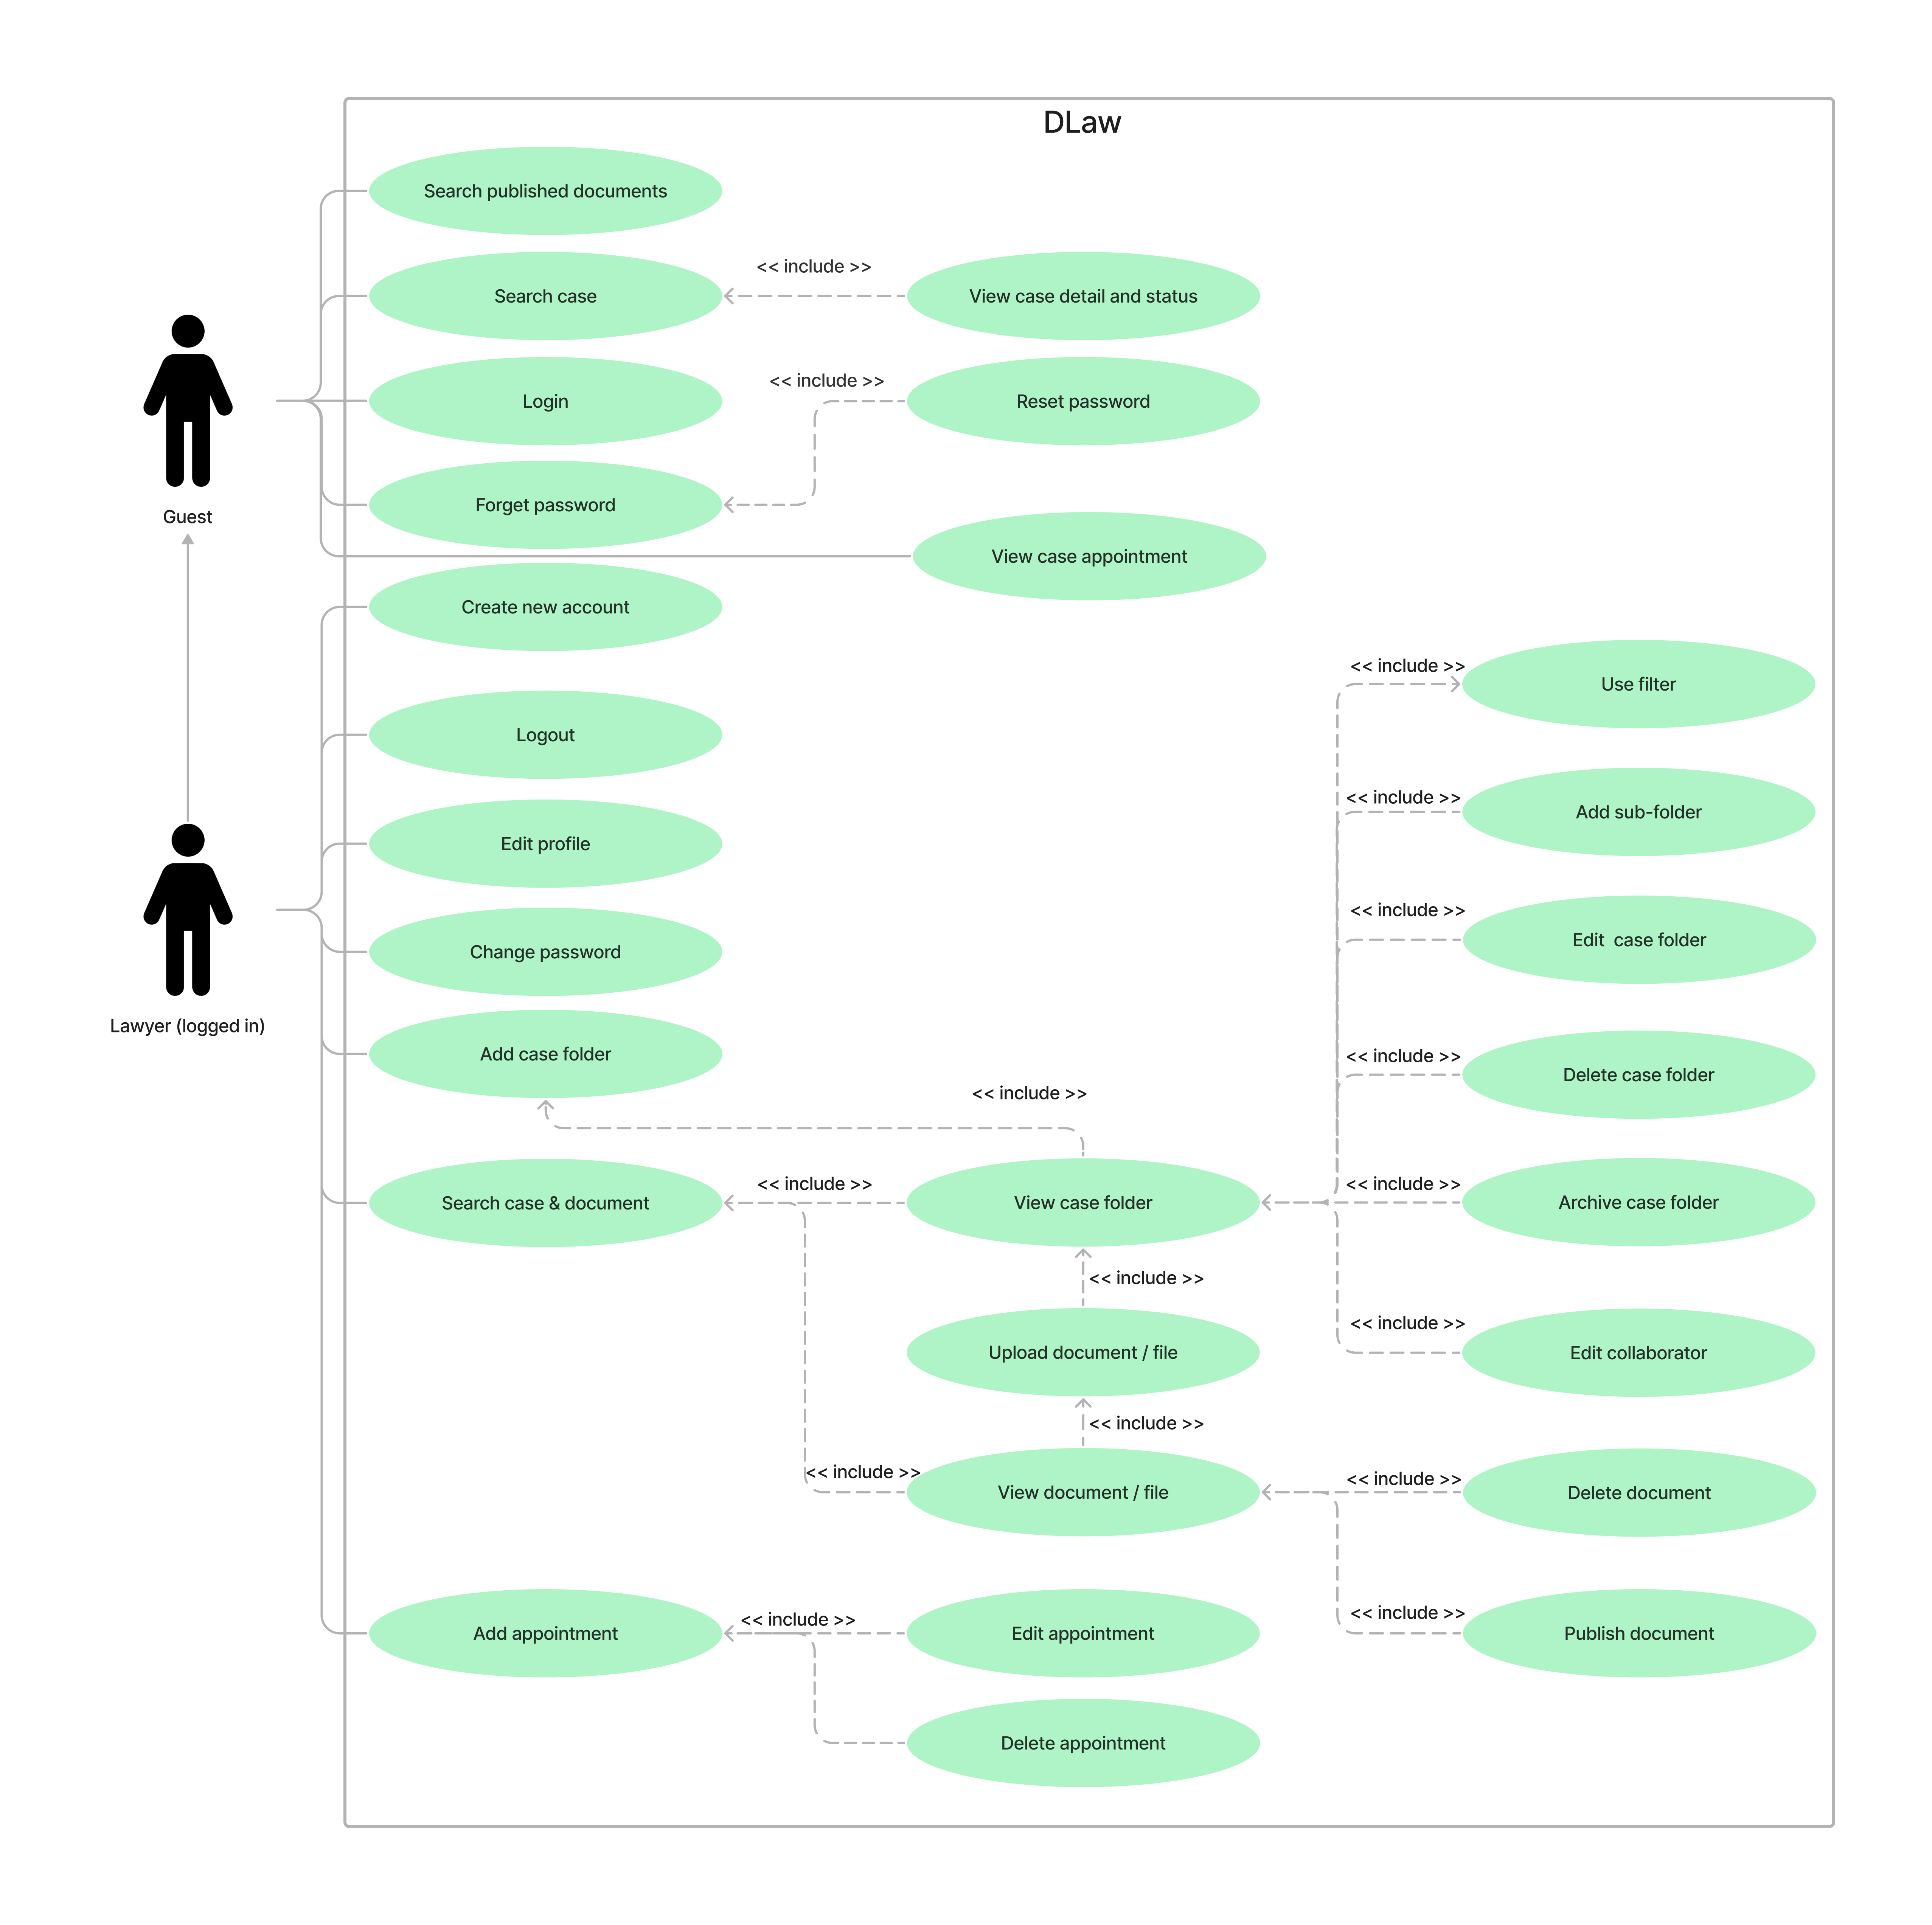 DLaw
Search published documents
<< include >>
Search case
View case detail and status
<< include >>
Login
Reset password
Forget password
Guest
View case appointment
Create new account
<< include >>
Use filter
Logout
<< include >>
Add sub-folder
Edit profile
<< include >>
Edit  case folder
Change password
Lawyer (logged in)
Add case folder
<< include >>
Delete case folder
<< include >>
<< include >>
<< include >>
Search case & document
View case folder
Archive case folder
<< include >>
<< include >>
Upload document / file
Edit collaborator
<< include >>
<< include >>
<< include >>
View document / file
Delete document
<< include >>
<< include >>
Add appointment
Edit appointment
Publish document
Delete appointment